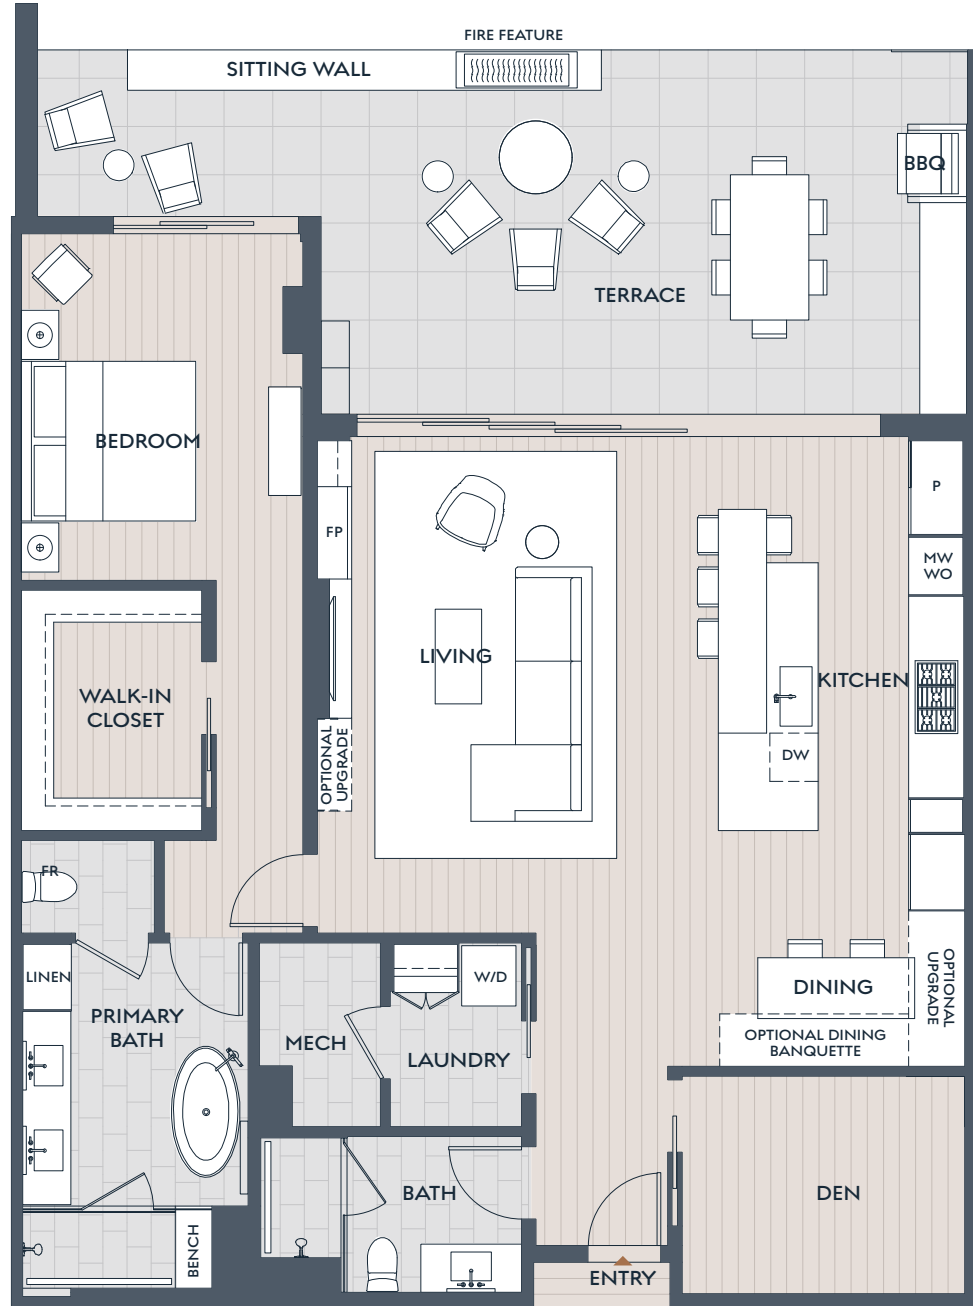 FIRE FEATURE
SITTING WALL
BBQ
TERRACE
BEDROOM
P
FP
MW
WO
LIVING
KITCHEN
WALK-IN
CLOSET
OPTIONAL
UPGRADE
DW
FR
LINEN
W/D
DINING
OPTIONAL
UPGRADE
PRIMARY
BATH
MECH
LAUNDRY
OPTIONAL DINING
BANQUETTE
BATH
DEN
BENCH
ENTRY